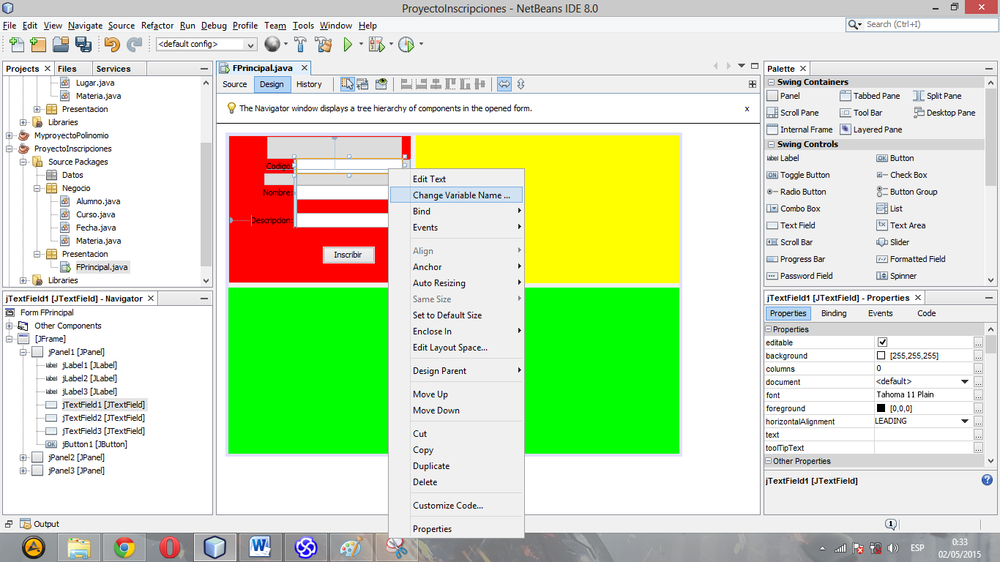 ProyectoInscripciones - NetBeans IDE 8.0
File Edit View Navigate Source Refactor Run Debug Profile Team Tools Window Help
Search (Ctrl+I)
<default config>
Projects Files Services
Lugar.java
Materia.java
Presentacion
Libraries
MyproyectoPolinomio
ProyectoInscripciones
Source Packages
Datos
Negocio
Alumno.java
Curso.java
Fecha.java
Materia.java
Presentacion
FPrincipal.java
Libraries
jTextField1 [JTextField] - Navigator
Form FPrincipal
Other Components
[JFrame]
jPanel1 [JPanel]
label jLabel1 [JLabel]
label jLabel2 [JLabel]
label jLabel3 [JLabel]
jTextField1 [JTextField]
jTextField2 [JTextField]
jTextField3 [JTextField]
OK jButton1 [JButton]
jPanel2 [JPanel]
jPanel3 [JPanel]
Output
FPrincipal.java
Source Design History
The Navigator window displays a tree hierarchy of components in the opened form. x
Codigo:
Nombre:
Descripcion:
Inscribir
Edit Text
Change Variable Name ...
Bind
Events
Align
Anchor
Auto Resizing
Same Size
Set to Default Size
Enclose In
Edit Layout Space...
Design Parent
Move Up
Move Down
Cut
Copy
Duplicate
Delete
Customize Code...
Properties
Palette
Swing Containers
Panel Tabbed Pane Split Pane
Scroll Pane Tool Bar Desktop Pane
Internal Frame Layered Pane
Swing Controls
label Label OK Button
ON Toggle Button Check Box
Radio Button Button Group
Combo Box List
Text Field Text Area
Scroll Bar Slider
Progress Bar Formatted Field
Password Field Spinner
jTextField1 [JTextField] - Properties
Properties Binding Events Code
Properties
editable ...
background [255,255,255] ...
columns 0 ...
document <default> ...
font Tahoma 11 Plain ...
foreground [0,0,0] ...
horizontalAlignment LEADING ...
text ...
toolTipText ...
Other Properties
jTextField1 [JTextField]
1
ESP
0:33
02/05/2015